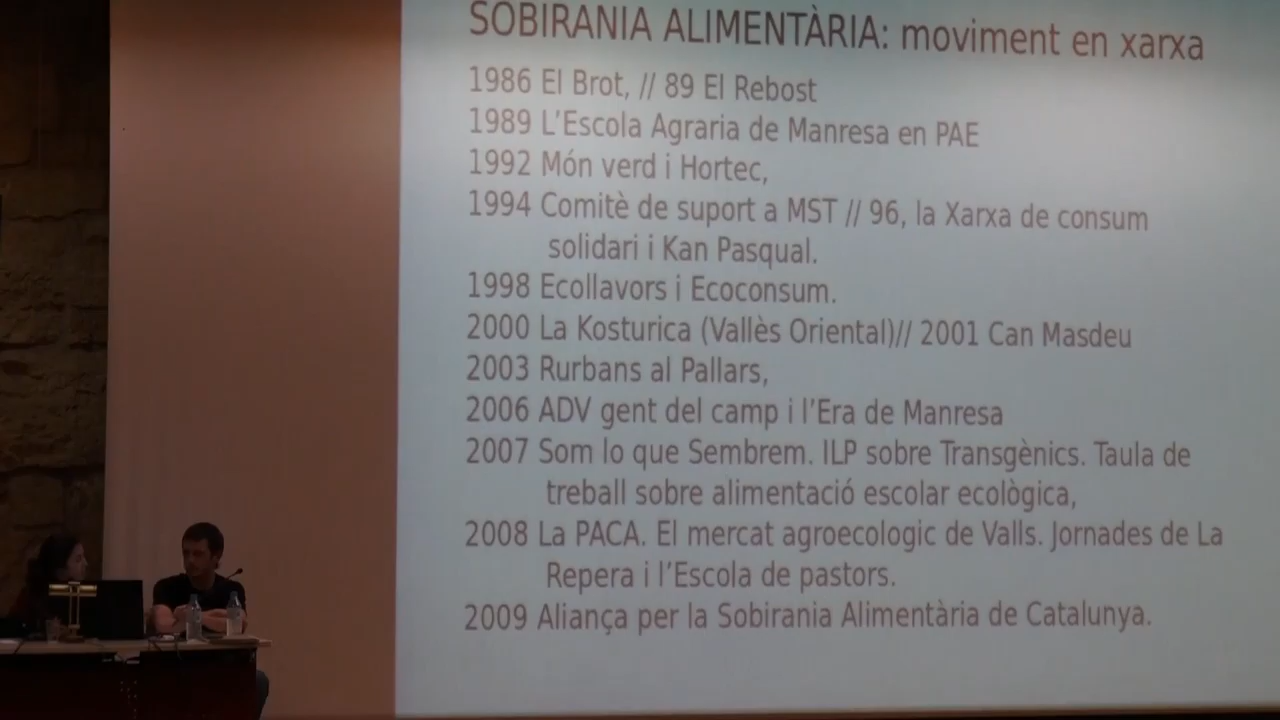 SOBIRANIA ALIMENTÀRIA: moviment en xarxa
1986 El Brot, // 89 El Rebost
1989 L'Escola Agraria de Manresa en PAE
1992 Món verd i Hortec,
1994 Comitè de suport a MST // 96, la Xarxa de consum
solidari i Kan Pasqual.
1998 Ecollavors i Ecoconsum.
2000 La Kosturica (Vallès Oriental)// 2001 Can Masdeu
2003 Rurbans al Pallars,
2006 ADV gent del camp i l'Era de Manresa
2007 Som lo que Sembrem. ILP sobre Transgènics. Taula de
treball sobre alimentació escolar ecològica,
2008 La PACA. El mercat agroecologic de Valls. Jornades de La
Repera i l'Escola de pastors.
2009 Aliança per la Sobirania Alimentària de Catalunya.